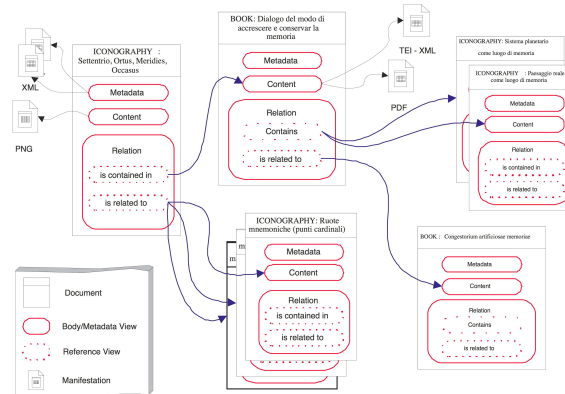 ICONOGRAPHY :
Settentrio, Ortus, Meridies,
Occasus
Metadata
Content
Relation
is contained in
is related to
XML
PNG
BOOK: Dialogo del modo di
accrescere e conservar la
memoria
Metadata
Content
Relation
Contains
is related to
TEI - XML
PDF
ICONOGRAPHY: Sistema planetario
come luogo di memoria
ICONOGRAPHY : Paesaggio reale
come luogo di memoria
Metadata
Content
Relation
is contained in
is related to
ICONOGRAPHY: Ruote
mnemoniche (punti cardinali)
m
m
Metadata
Content
Relation
is contained in
is related to
BOOK : Congestorium artificiosae memoriae
Metadata
Content
Relation
Contains
is related to
Document
Body/Metadata View
Reference View
Manifestation